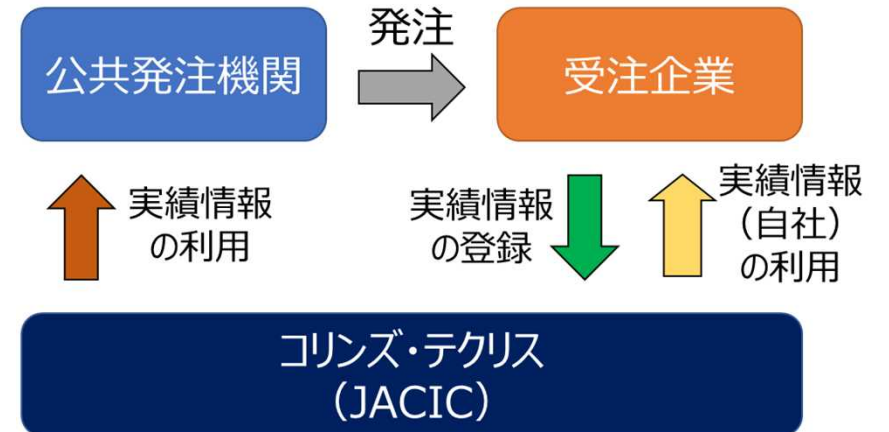 発注
公共発注機関
受注企業
実績情報
の利用
実績情報
の登録
実績情報
（自社）
の利用
コリンズ・テクリス
（JACIC）